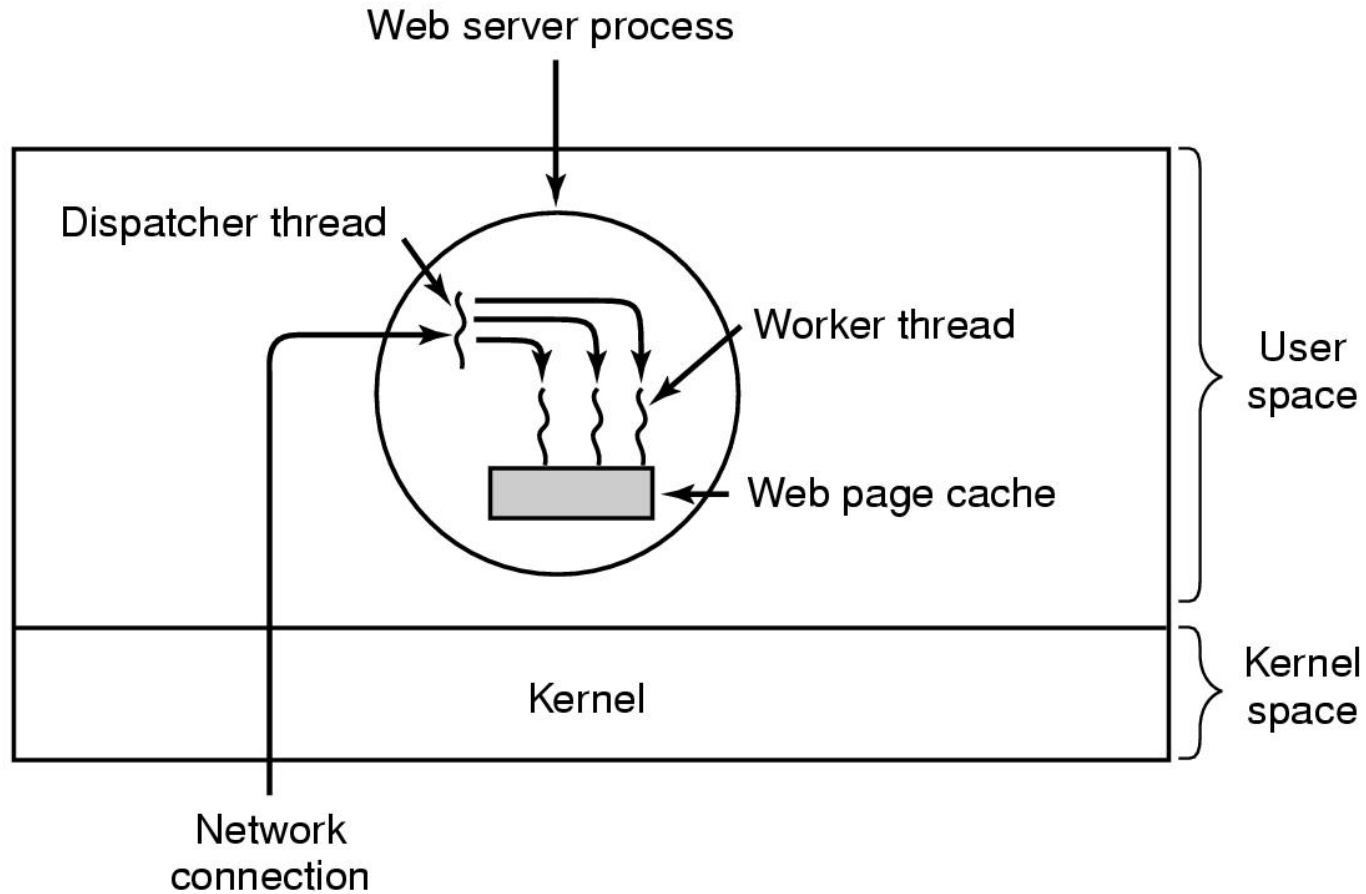 Web server process
Dispatcher thread
Worker thread
User
space
Web page cache
Kernel
Kernel
space
Network
connection